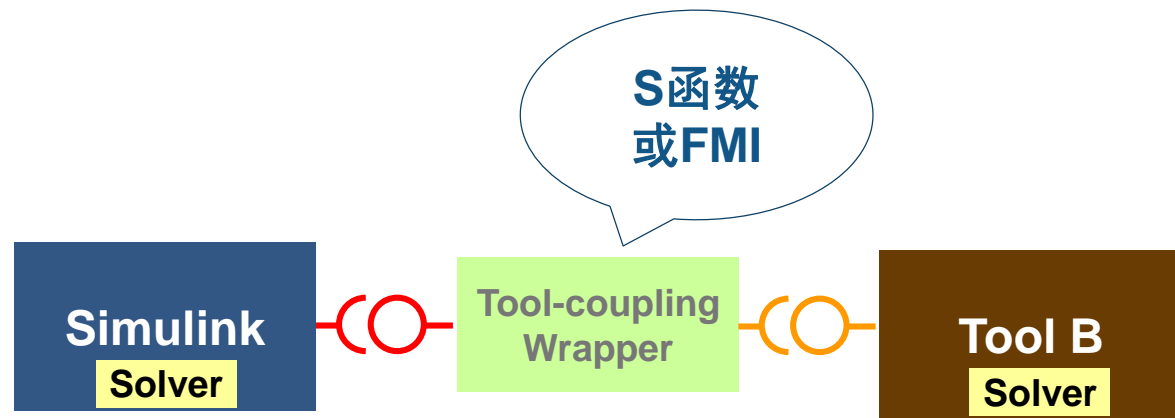 S函数
或FMI
Simulink
Solver
Tool-coupling
Wrapper
Tool B
Solver